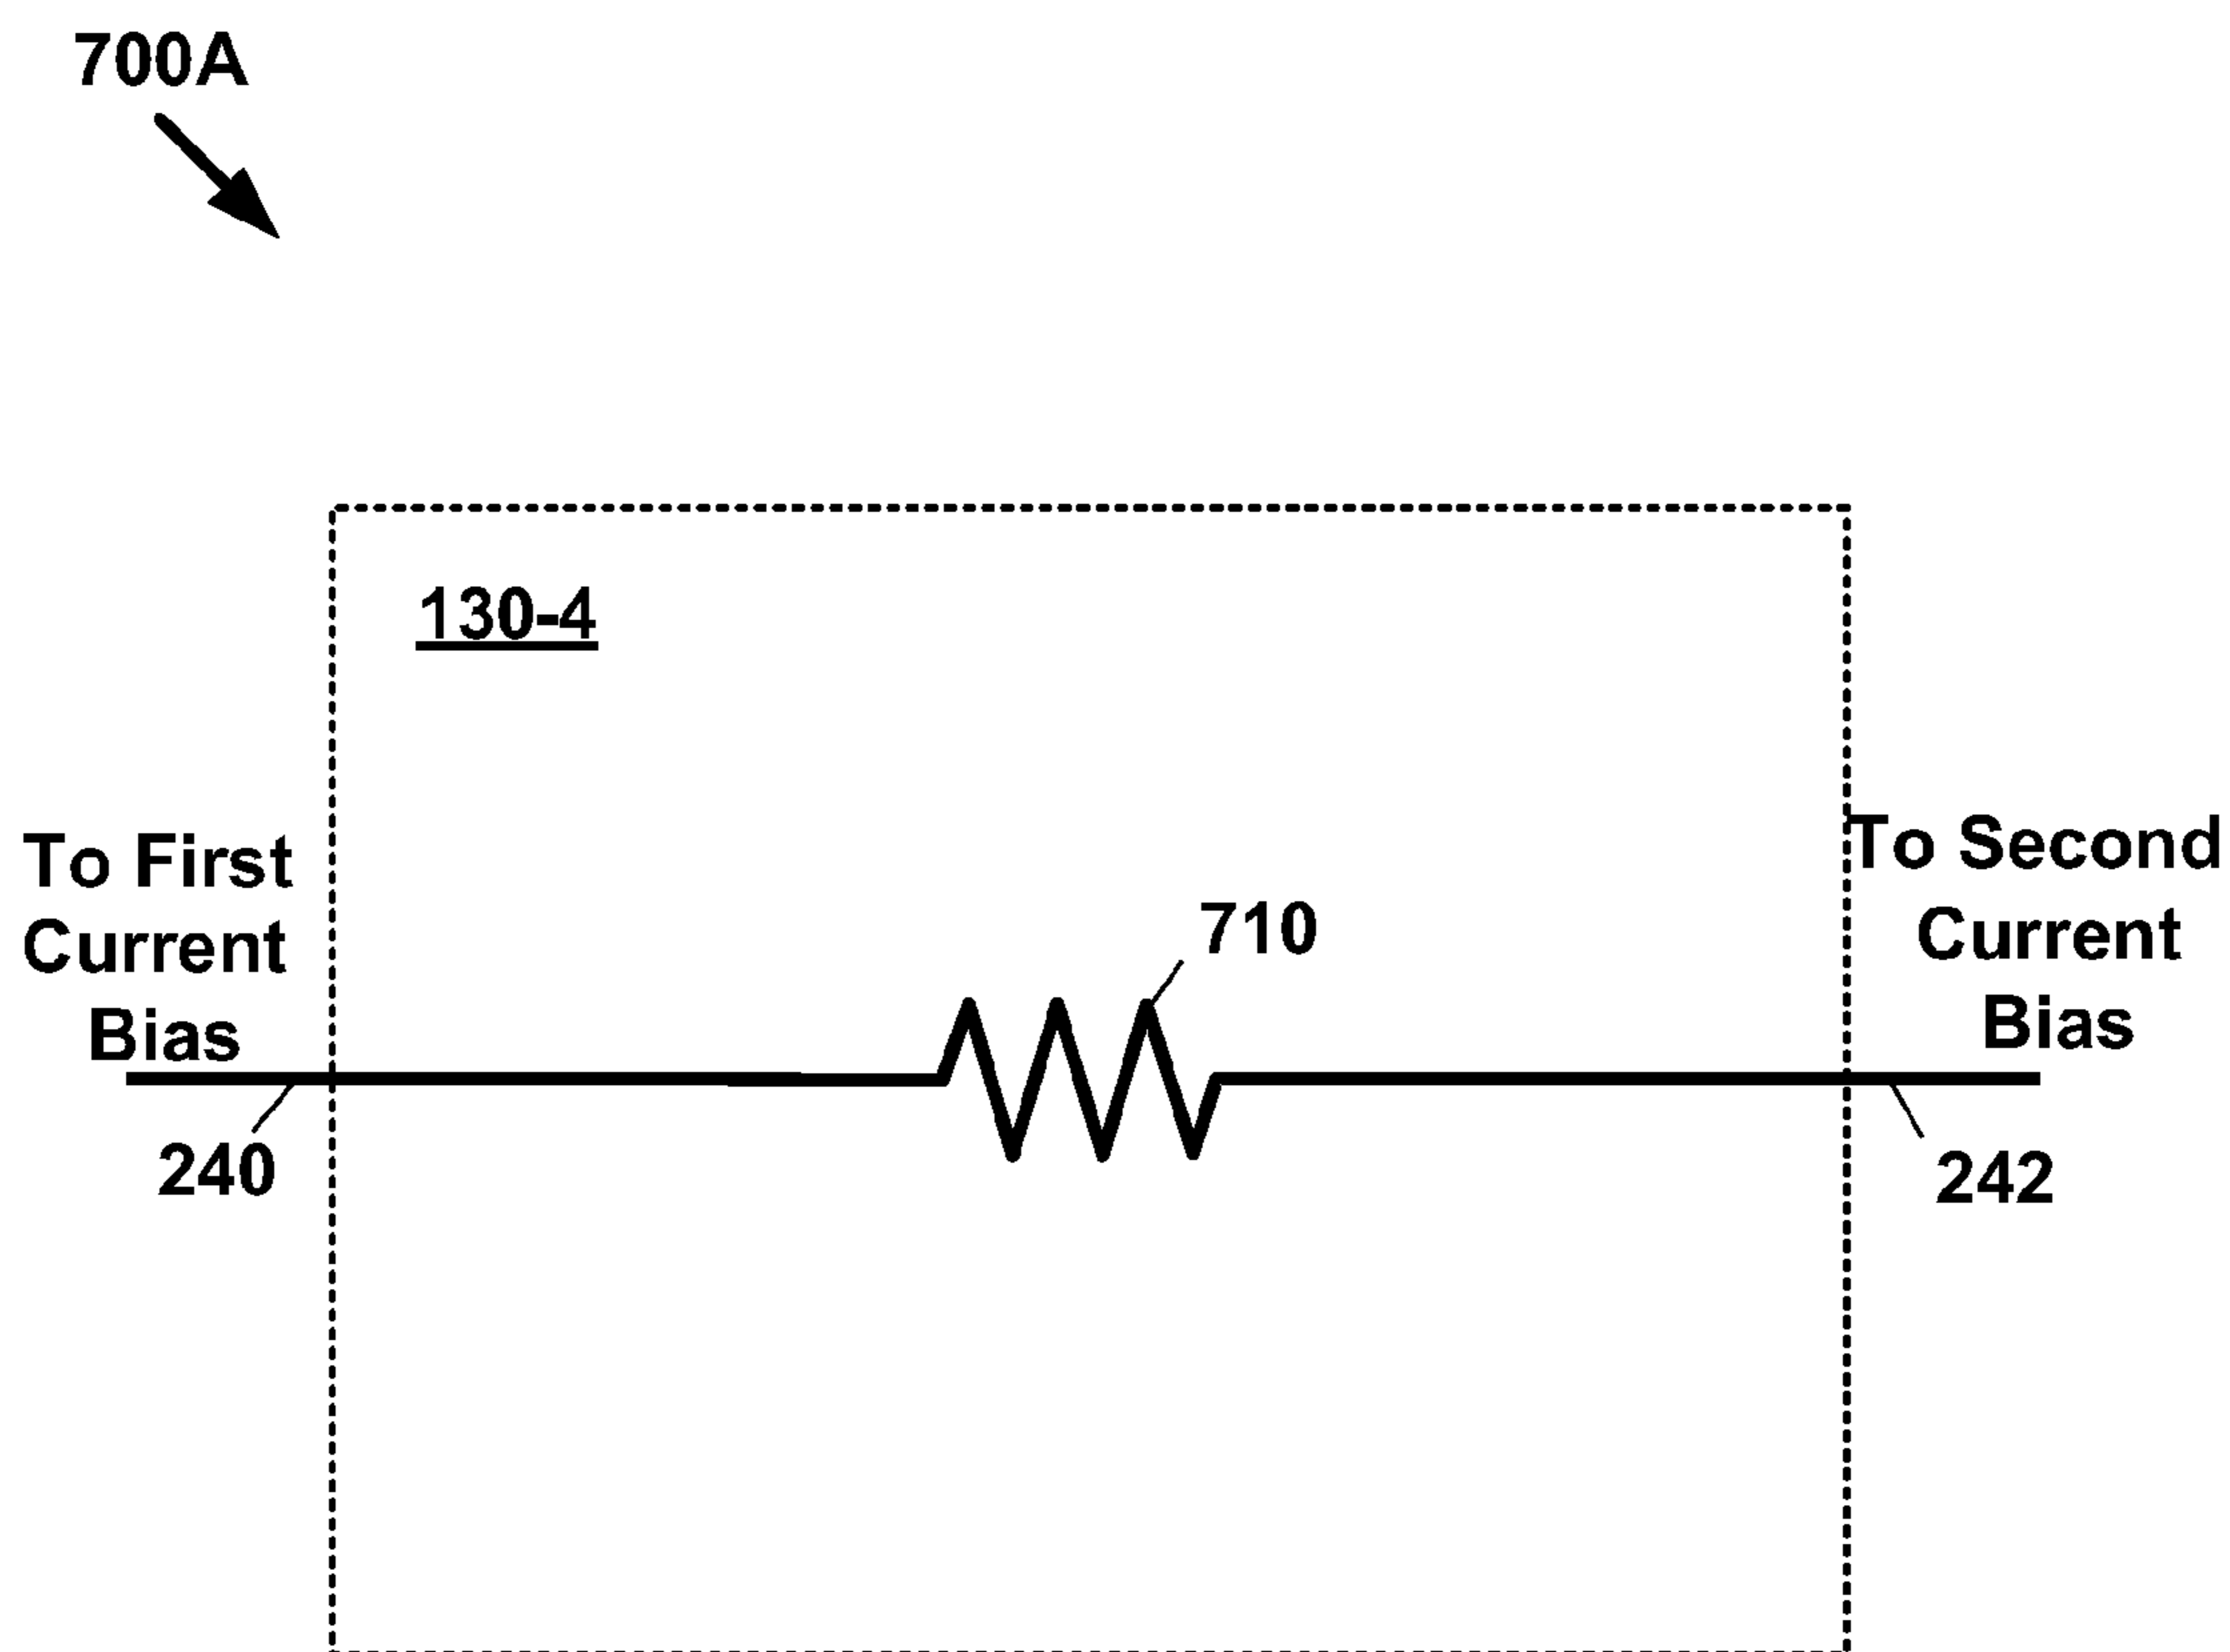 700A
130-4
To First
Current
Bias
To Second
Current
Bias
710
240
242